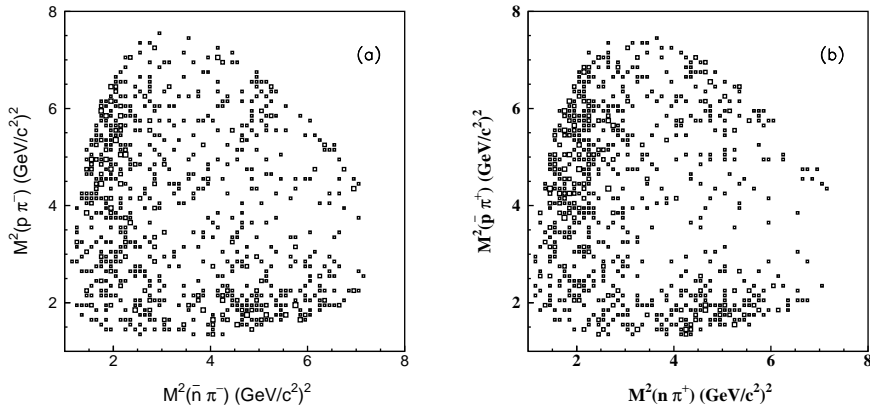 8
6
4
2
2 4 6 8
(a)
M²(p π⁻) (GeV/c²)²
M²(n̄ π⁻) (GeV/c²)²
8
6
4
2
2 4 6 8
(b)
M²(p̄ π⁺) (GeV/c²)²
M²(n π⁺) (GeV/c²)²